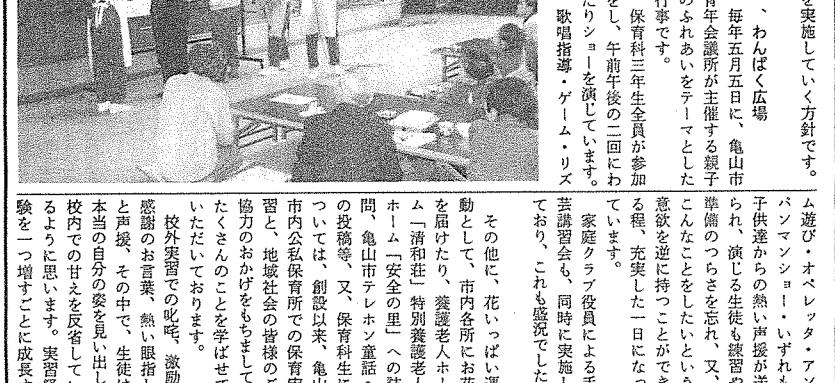 を実施していく方針です。
、わんぱく広場
毎年五月五日に、亀山市
青年会議所が主催する親子
のふれあいをテーマとした
行事です。
保育科三年生全員が参加
をし、午前午後の二回にわ
たりショーを演じています。
歌唱指導・ゲーム・リズ
ム遊び・オペレッタ・アン
パンマンショー・いずれも
子供達からの熱い声援が送
られ、演じる生徒も練習や
準備のつらさを忘れ、又、
こんなことをしたいという
意欲を逆に持つことができ
る程、充実した一日になっ
ています。
家庭クラブ役員による手
芸講習会も、同時に実施し
ており、これも盛況でした
その他に、花いっぱい運
動として、市内各所にお花
を届けたり、養護老人ホー
ム「清和荘」特別養護老人
ホーム「安全の里」への訪
問、亀山市テレホン童話・
の投稿等、又、保育科生に
ついては、創設以来、亀山
市内公私保育所での保育実
習と、地域社会の皆様のご
協力のおかげをもちまして
たくさんのことを学ばせて
いただいております。
校外実習での叱咤、激励
感謝のお言葉、熱い眼指し
と声援、その中で、生徒は
本当の自分の姿を見い出し
校内での甘えを反省してい
るように思います。実習経
験を一つ増すごとに成長す